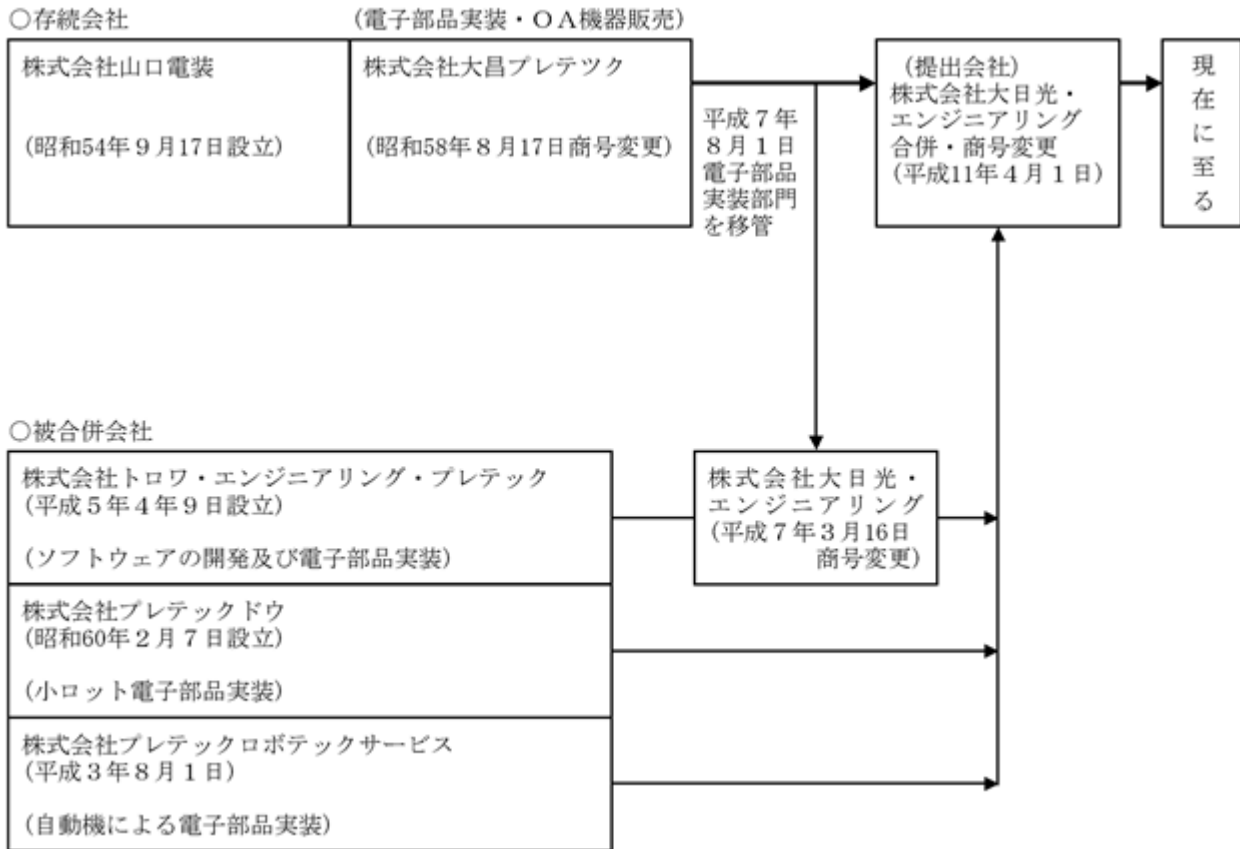 ○存続会社
(電子部品実装・ＯＡ機器販売)
株式会社山口電装
(昭和54年９月17日設立)
株式会社大昌プレテツク
(昭和58年８月17日商号変更)
平成７年
８月１日
電子部品
実装部門
を移管
(提出会社)
株式会社大日光・
エンジニアリング
合併・商号変更
(平成11年４月１日)
現在に至る
○被合併会社
株式会社トロワ・エンジニアリング・プレテック
(平成５年４年９日設立)
(ソフトウェアの開発及び電子部品実装)
株式会社大日光・
エンジニアリング
(平成７年３月16日
商号変更)
株式会社プレテックドウ
(昭和60年２月７日設立)
(小ロット電子部品実装)
株式会社プレテックロボテックサービス
(平成３年８月１日)
(自動機による電子部品実装)